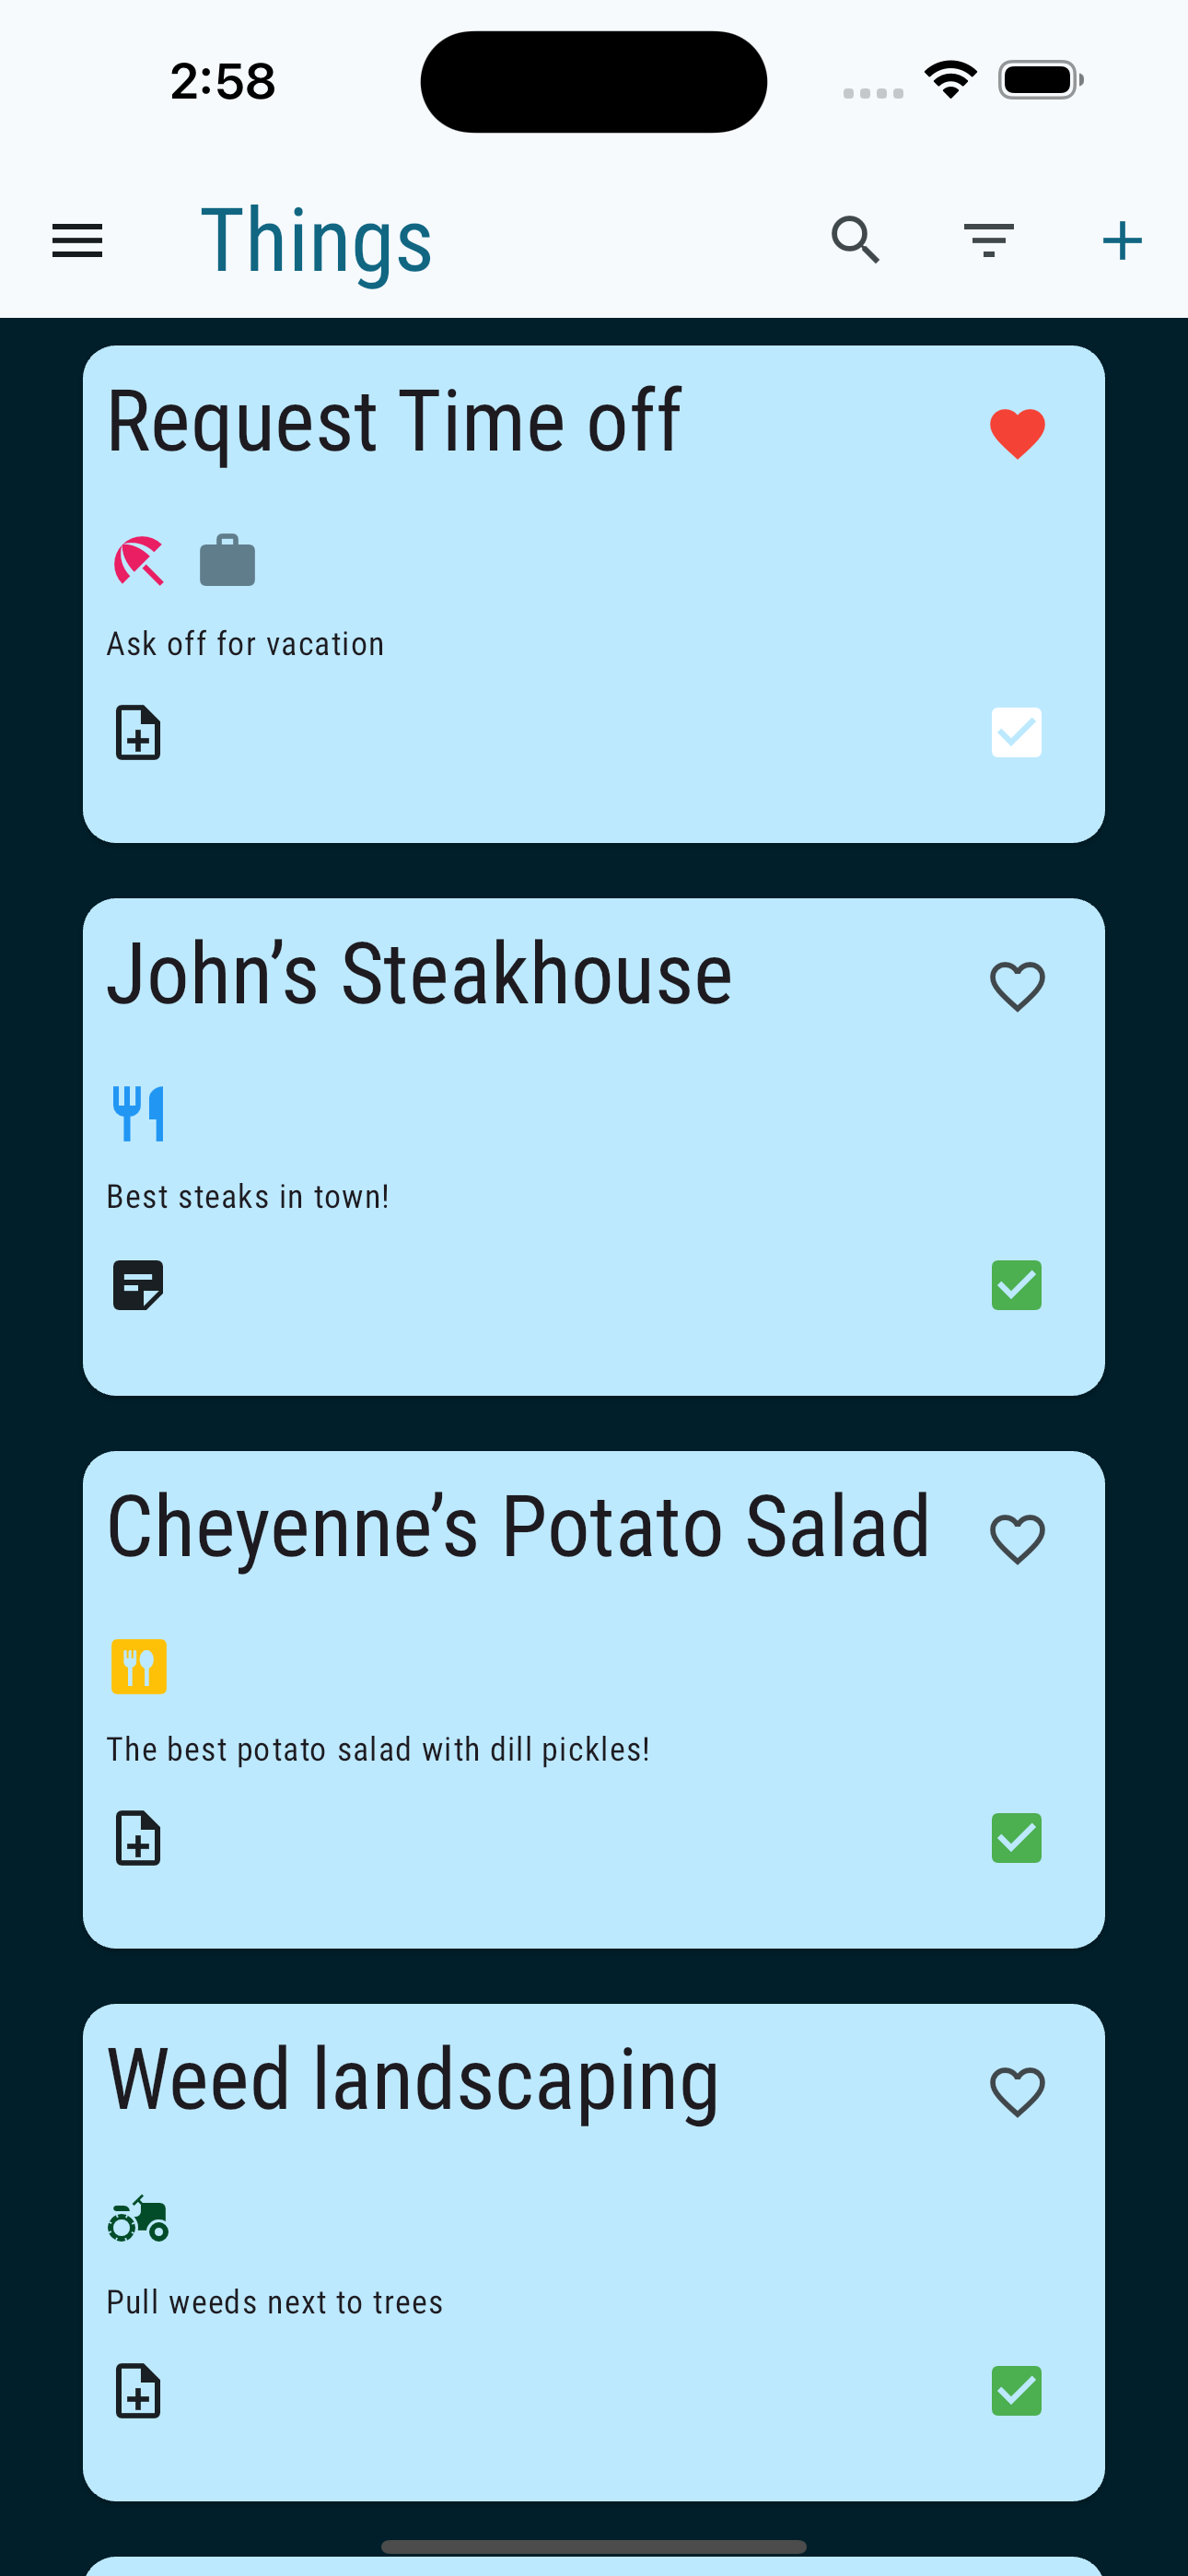 2:58
Things
Request Time off
Ask off for vacation
John’s Steakhouse
Best steaks in town!
Cheyenne’s Potato Salad
The best potato salad with dill pickles!
Weed landscaping
Pull weeds next to trees